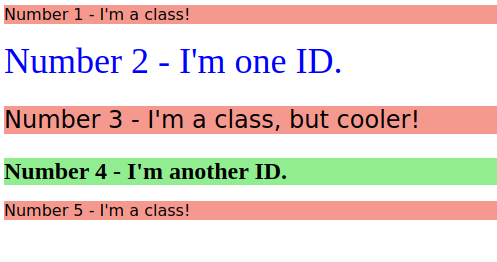 Number 1 - I'm a class!
Number 2 - I'm one ID.
Number 3 - I'm a class, but cooler!
Number 4 - I'm another ID.
Number 5 - I'm a class!